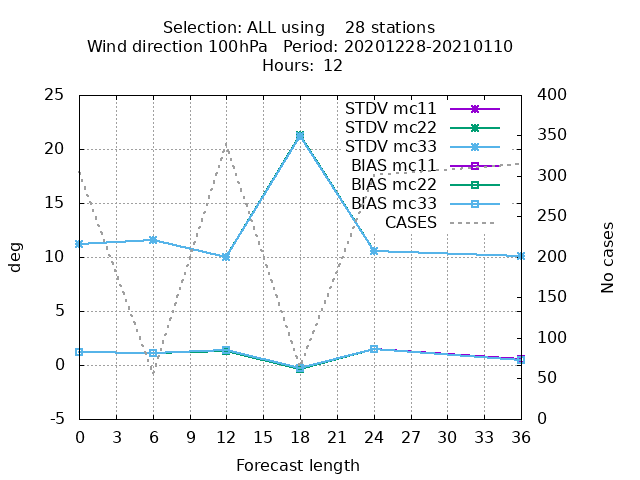 Selection: ALL using    28 stations
Wind direction 100hPa   Period: 20201228-20210110
Hours:  12
25
20
15
10
5
0
-5
deg
400
350
300
250
200
150
100
50
0
No cases
STDV mc11
STDV mc22
STDV mc33
BIAS mc11
BIAS mc22
BIAS mc33
CASES
0 3 6 9 12 15 18 21 24 27 30 33 36
Forecast length